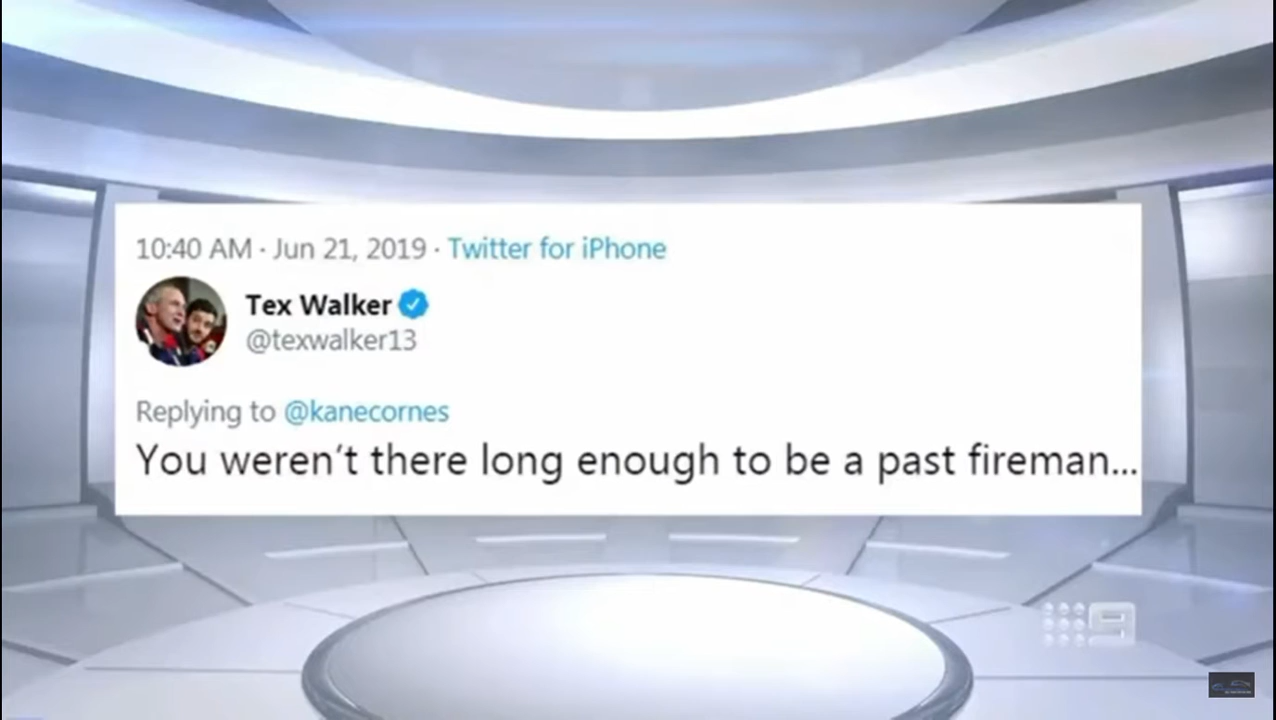 10:40 AM · Jun 21, 2019 · Twitter for iPhone
Tex Walker
@texwalker13
Replying to @kanecornes
You weren't there long enough to be a past fireman...
9